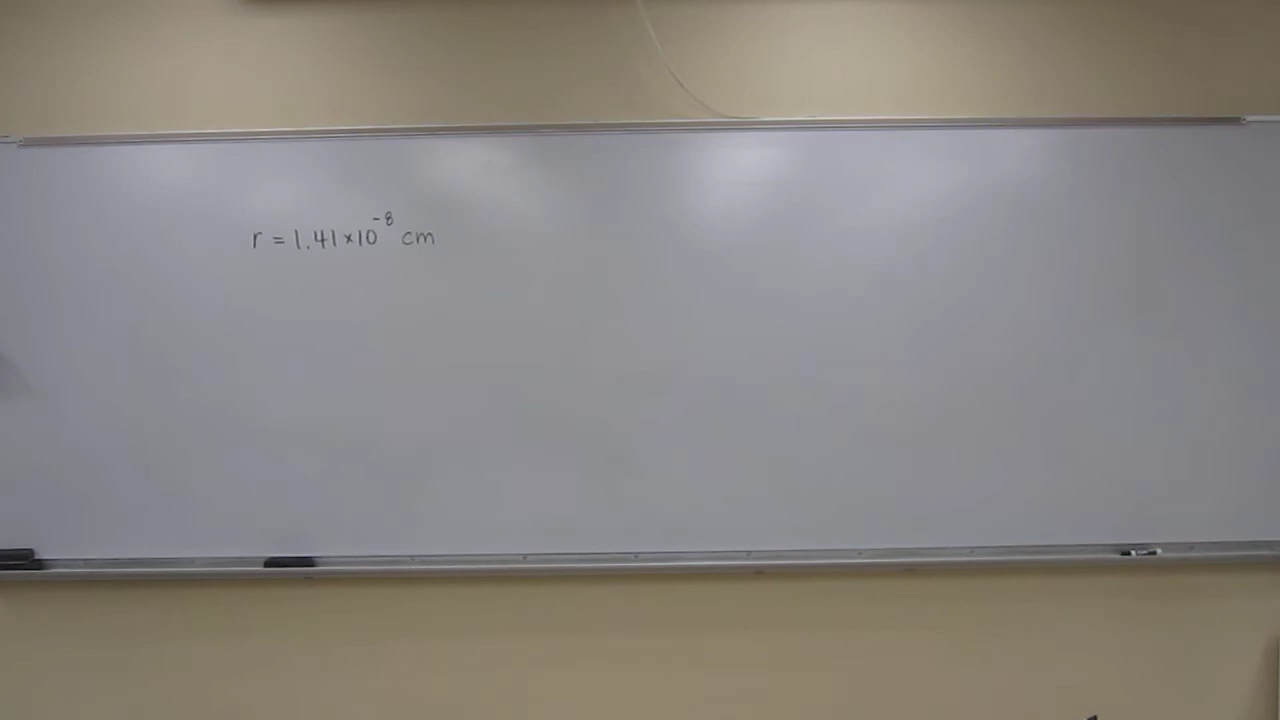 r = 1.41×10⁻⁸ cm